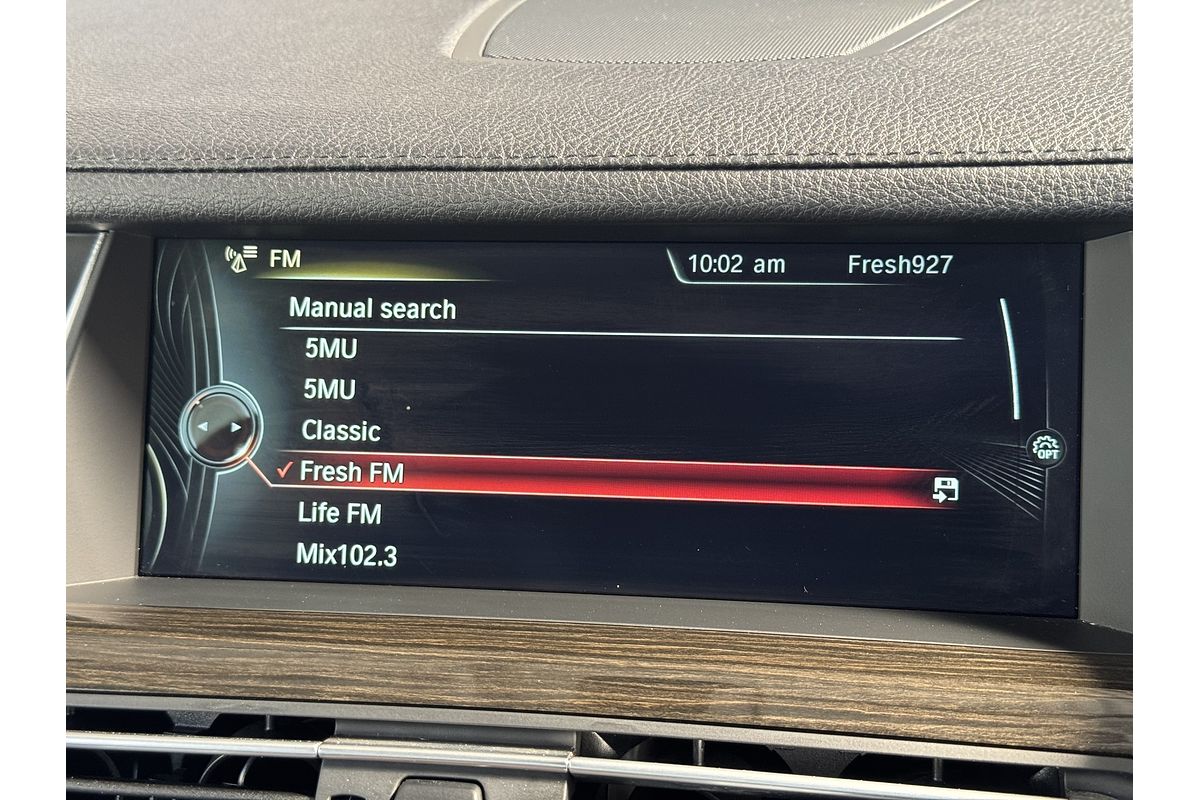 FM
10:02 am
Fresh927
Manual search
5MU
5MU
Classic
Fresh FM
Life FM
Mix102.3
OPT